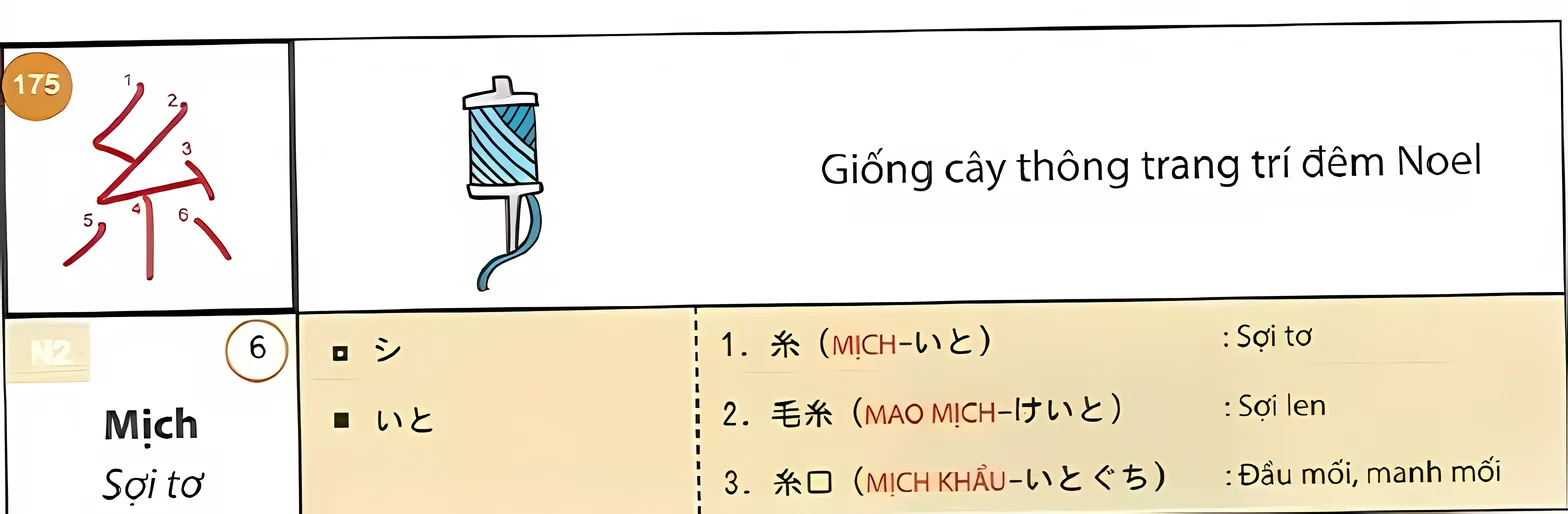 175
糸
1
2
3
4
5
6
Giống cây thông trang trí đêm Noel
N2
6
Mịch
Sợi tơ
シ
いと
1. 糸 (MỊCH-いと) : Sợi tơ
2. 毛糸 (MAO MỊCH-けいと) : Sợi len
3. 糸口 (MỊCH KHẨU-いとぐち) : Đầu mối, manh mối